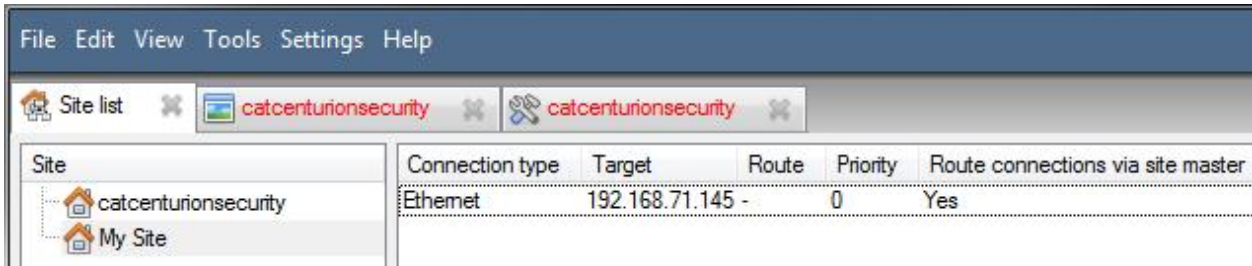 File Edit View Tools Settings Help
Site list catcenturionsecurity catcenturionsecurity
Site Connection type Target Route Priority Route connections via site master
catcenturionsecurity Ethernet 192.168.71.145 - 0 Yes
My Site